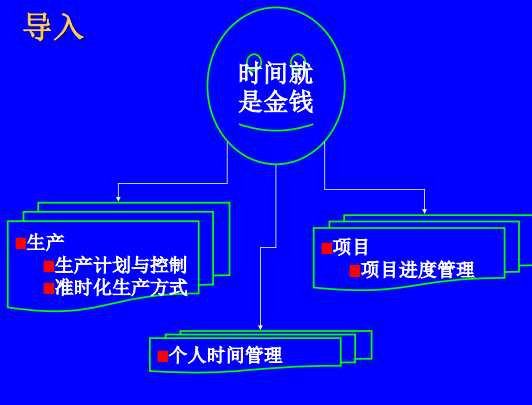 导入
时间就
是金钱
生产
生产计划与控制
准时化生产方式
项目
项目进度管理
个人时间管理